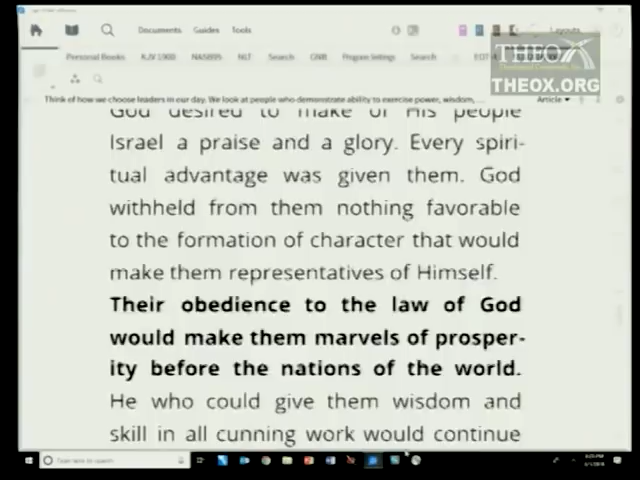 Documents Guides Tools Layouts
Personal Books KJV 1900 NASB95 NLT Search GNB Program Settings Search
THEOX
THEOX.ORG
Think of how we choose leaders in our day. We look at people who demonstrate ability to exercise power, wisdom, ... Article
God desired to make of His people
Israel a praise and a glory. Every spiri-
tual advantage was given them. God
withheld from them nothing favorable
to the formation of character that would
make them representatives of Himself.
Their obedience to the law of God
would make them marvels of prosper-
ity before the nations of the world.
He who could give them wisdom and
skill in all cunning work would continue
Type here to search